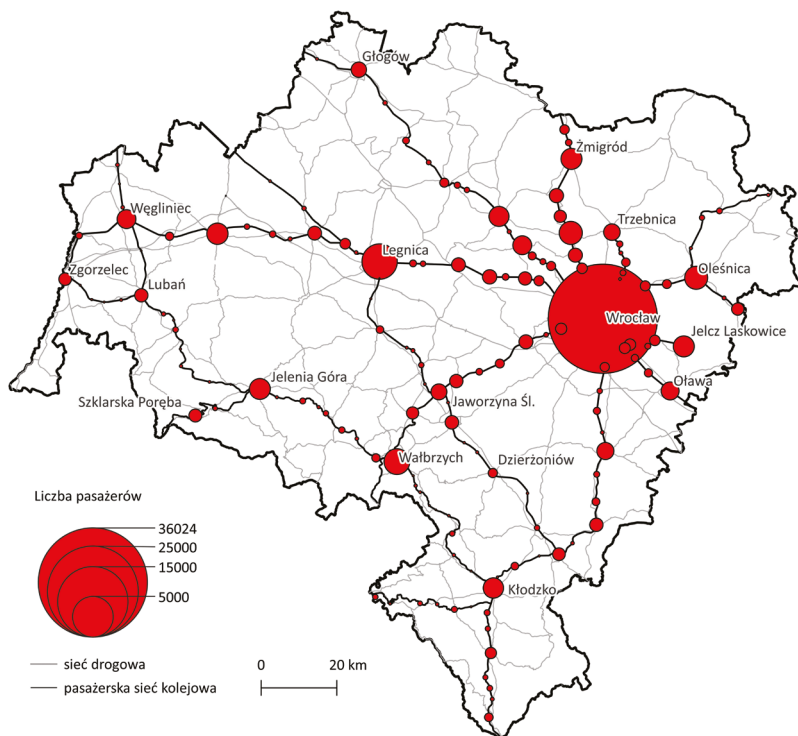 Głogów
Żmigród
Węgliniec
Trzebnica
Legnica
Oleśnica
Zgorzelec
Lubań
Wrocław
Jelcz Laskowice
Jelenia Góra
Oława
Szklarska Poręba
Jaworzyna Śl.
Wałbrzych
Dzierżoniów
Kłodzko
Liczba pasażerów
36024
25000
15000
5000
sieć drogowa
pasażerska sieć kolejowa
0 20 km